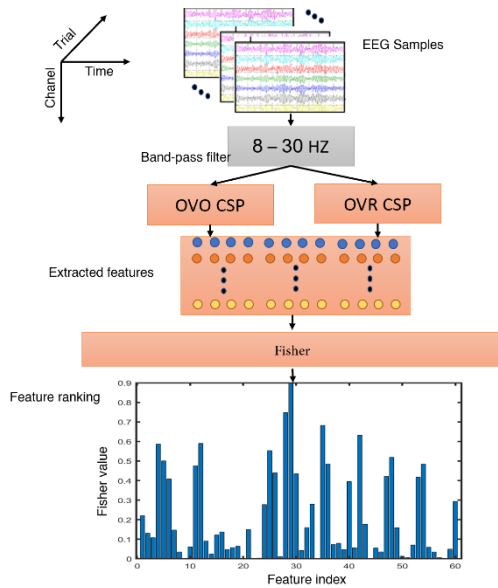 Trial
Time
Channel
EEG Samples
Band-pass filter
8 – 30 HZ
OVO CSP
OVR CSP
Extracted features
Fisher
Feature ranking
Fisher value
0.9
0.8
0.7
0.6
0.5
0.4
0.3
0.2
0.1
0
0 10 20 30 40 50 60
Feature index